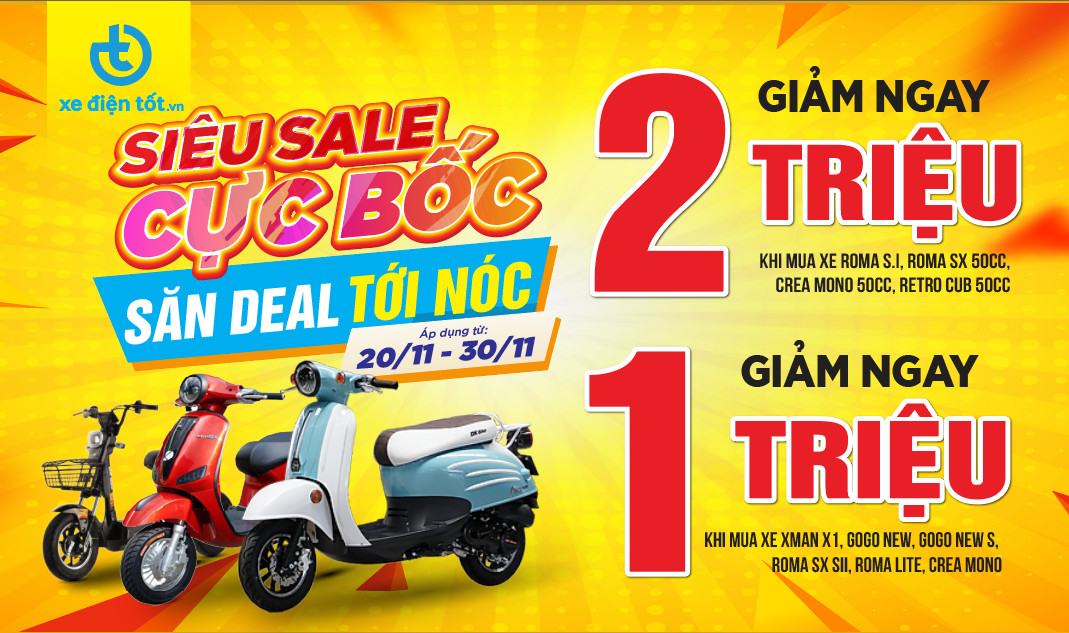 xe điện tốt.vn
SIÊU SALE
CỰC BỐC
SĂN DEAL TỚI NÓC
Áp dụng từ:
20/11 - 30/11
2
GIẢM NGAY
TRIỆU
KHI MUA XE ROMA S.I, ROMA SX 50CC,
CREA MONO 50CC, RETRO CUB 50CC
1
GIẢM NGAY
TRIỆU
KHI MUA XE XMAN X1, GOGO NEW, GOGO NEW S,
ROMA SX SII, ROMA LITE, CREA MONO